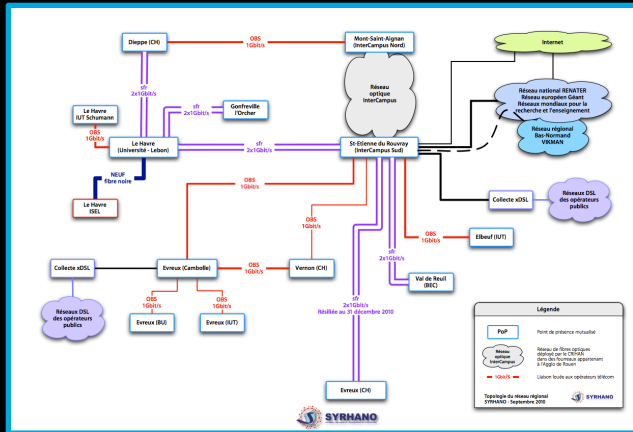 Dieppe (CH)
OBS
1Gbit/s
Mont-Saint-Aignan
(InterCampus Nord)
Internet
sfr
2x1Gbit/s
Réseau
optique
InterCampus
Réseau national RENATER
Réseau européen Géant
Réseaux mondiaux pour la
recherche et l'enseignement
Le Havre
IUT Schumann
sfr
2x1Gbit/s
Gonfreville
l'Orcher
OBS
1Gbit/s
Le Havre
(Université - Lebon)
sfr
2x1Gbit/s
St-Etienne du Rouvray
(InterCampus Sud)
Réseau régional
Bas-Normand
VIKMAN
NEUF
fibre noire
OBS
1Gbit/s
Le Havre
ISEL
OBS
1Gbit/s
Collecte xDSL
Réseaux DSL
des opérateurs
publics
OBS
1Gbit/s
Elbeuf (IUT)
Collecte xDSL
Evreux (Cambolle)
OBS
1Gbit/s
Vernon (CH)
sfr
2x1Gbit/s
Val de Reuil
(BEC)
Réseaux DSL
des opérateurs
publics
OBS
1Gbit/s
OBS
1Gbit/s
sfr
2x1Gbit/s
Résiliée au 31 décembre 2010
Evreux (BU)
Evreux (IUT)
Evreux (CH)
Légende
PoP
Point de présence mutualisé
Réseau
optique
InterCampus
Réseau de fibres optiques
déployé par le CRIHAN
dans des fourreaux appartenant
à l'Agglo de Rouen
1Gbit/S
Liaison louée aux opérateurs télécom
Topologie du réseau régional
SYRHANO - Septembre 2010
SYRHANO
SYRHANO